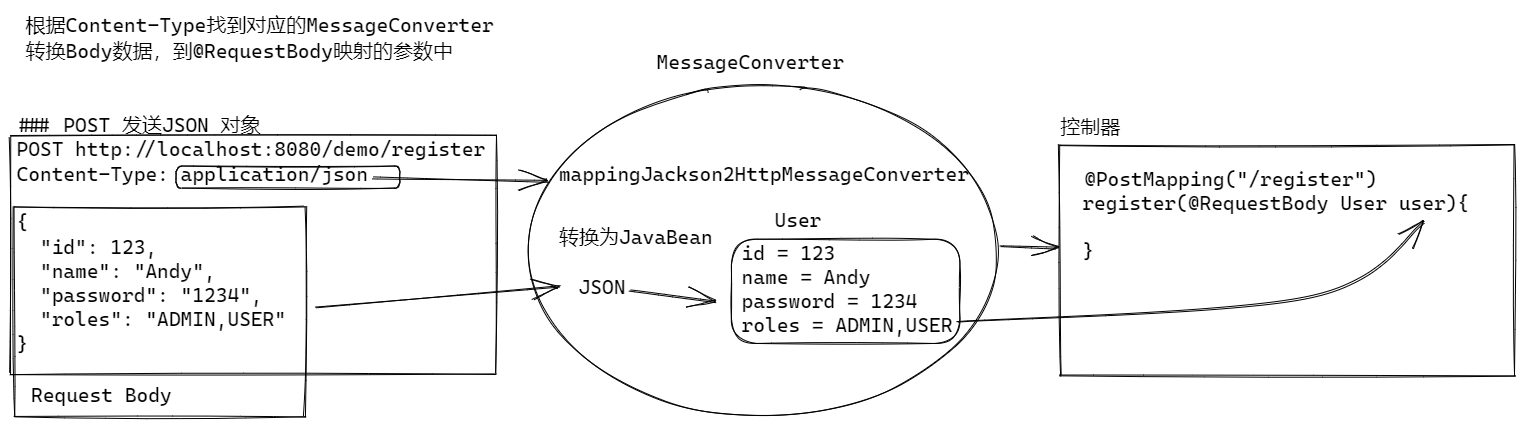 根据Content-Type找到对应的MessageConverter
转换Body数据，到@RequestBody映射的参数中
MessageConverter
### POST 发送JSON 对象
POST http://localhost:8080/demo/register
Content-Type: application/json
{
"id": 123,
"name": "Andy",
"password": "1234",
"roles": "ADMIN,USER"
}
Request Body
mappingJackson2HttpMessageConverter
User
转换为JavaBean
JSON
id = 123
name = Andy
password = 1234
roles = ADMIN,USER
控制器
@PostMapping("/register")
register(@RequestBody User user){
}